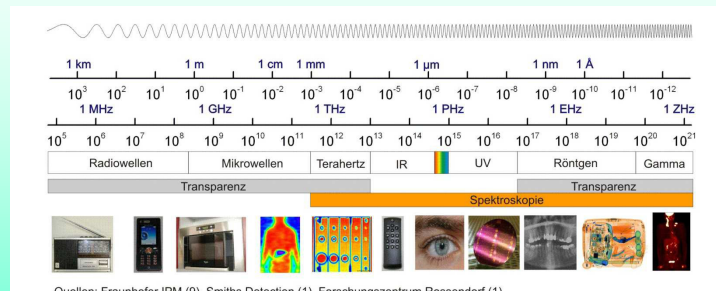 1 km 1 m 1 cm 1 mm 1 µm 1 nm 1 Å
10³ 10² 10¹ 10⁰ 10⁻¹ 10⁻² 10⁻³ 10⁻⁴ 10⁻⁵ 10⁻⁶ 10⁻⁷ 10⁻⁸ 10⁻⁹ 10⁻¹⁰ 10⁻¹¹ 10⁻¹²
1 MHz 1 GHz 1 THz 1 PHz 1 EHz 1 ZHz
10⁵ 10⁶ 10⁷ 10⁸ 10⁹ 10¹⁰ 10¹¹ 10¹² 10¹³ 10¹⁴ 10¹⁵ 10¹⁶ 10¹⁷ 10¹⁸ 10¹⁹ 10²⁰ 10²¹
Radiowellen Mikrowellen Terahertz IR UV Röntgen Gamma
Transparenz Transparenz
Spektroskopie
Quellen: Fraunhofer IPM (9), Smiths Detection (1), Forschungszentrum Rossendorf (1)